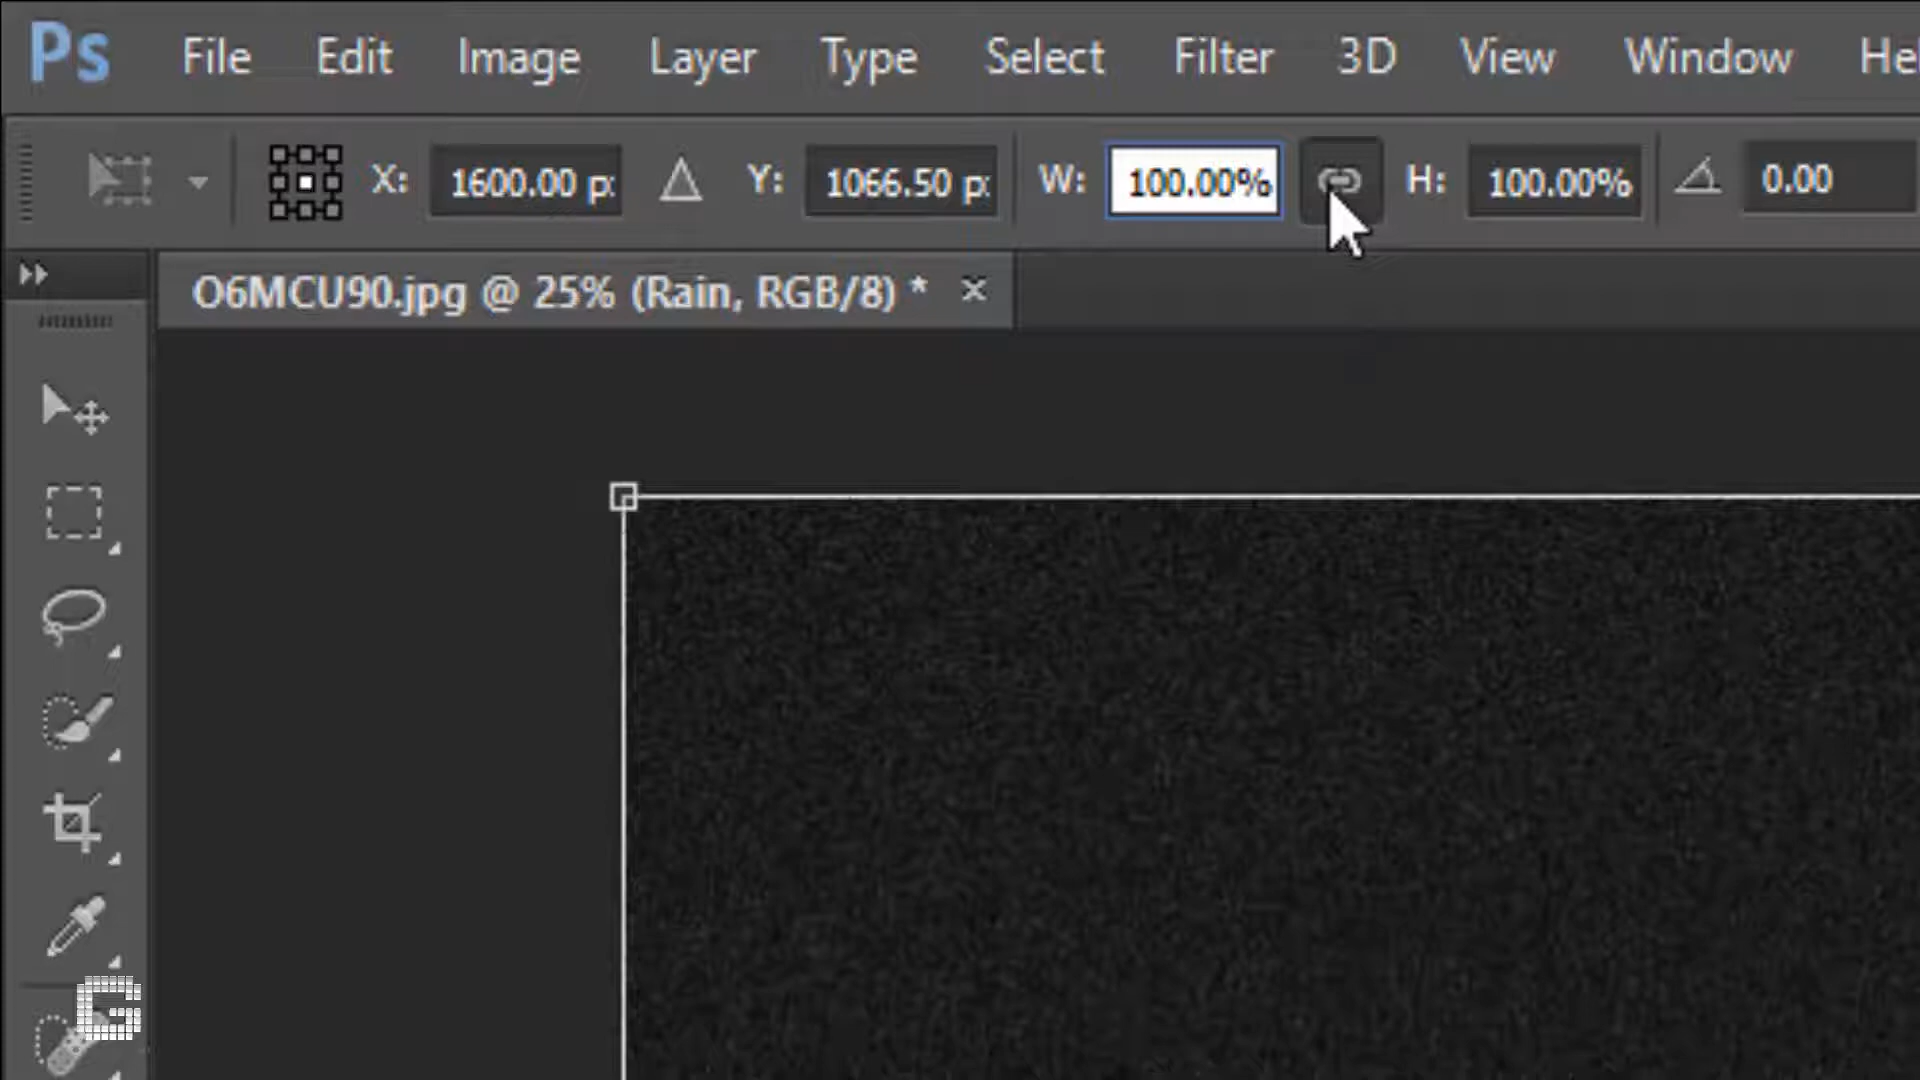 Ps File Edit Image Layer Type Select Filter 3D View Window Hel
X: 1600.00 p: Y: 1066.50 p: W: 100.00% H: 100.00% 0.00
O6MCU90.jpg @ 25% (Rain, RGB/8) * ×
G